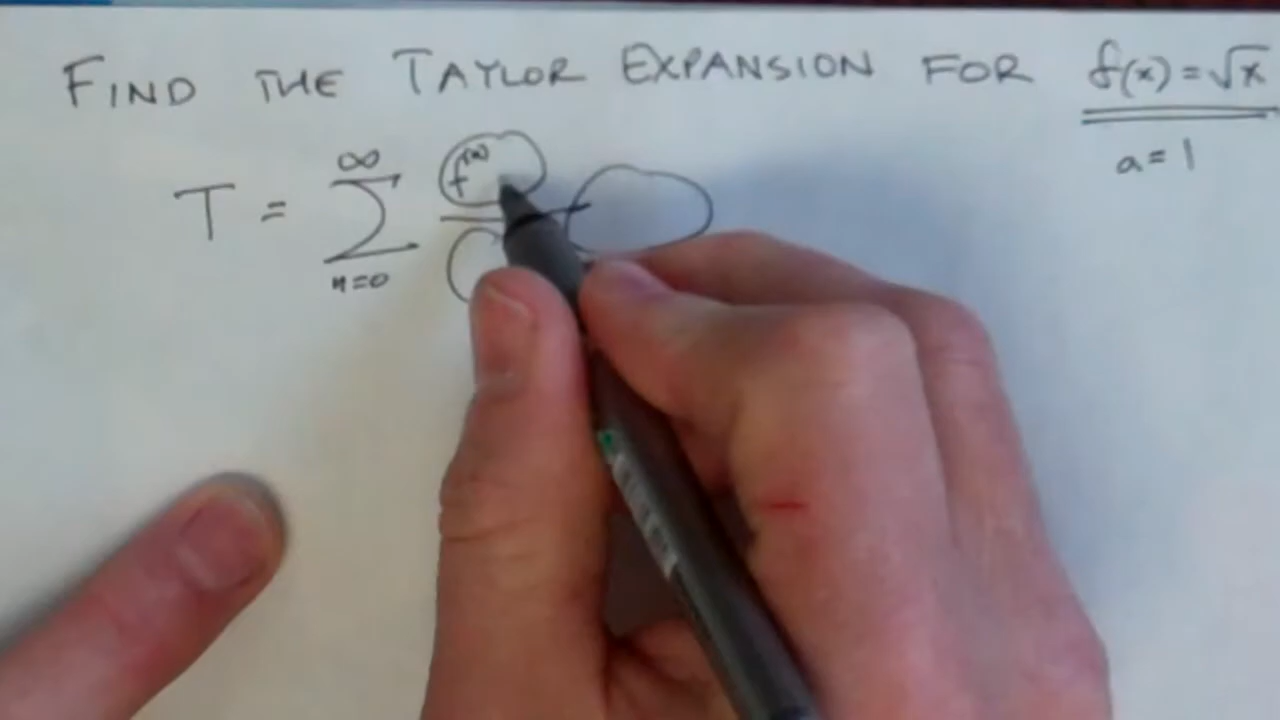 FIND THE TAYLOR EXPANSION FOR f(x) = √x
a = 1
T = ∞ ∑ n=0 f⁽ⁿ⁾